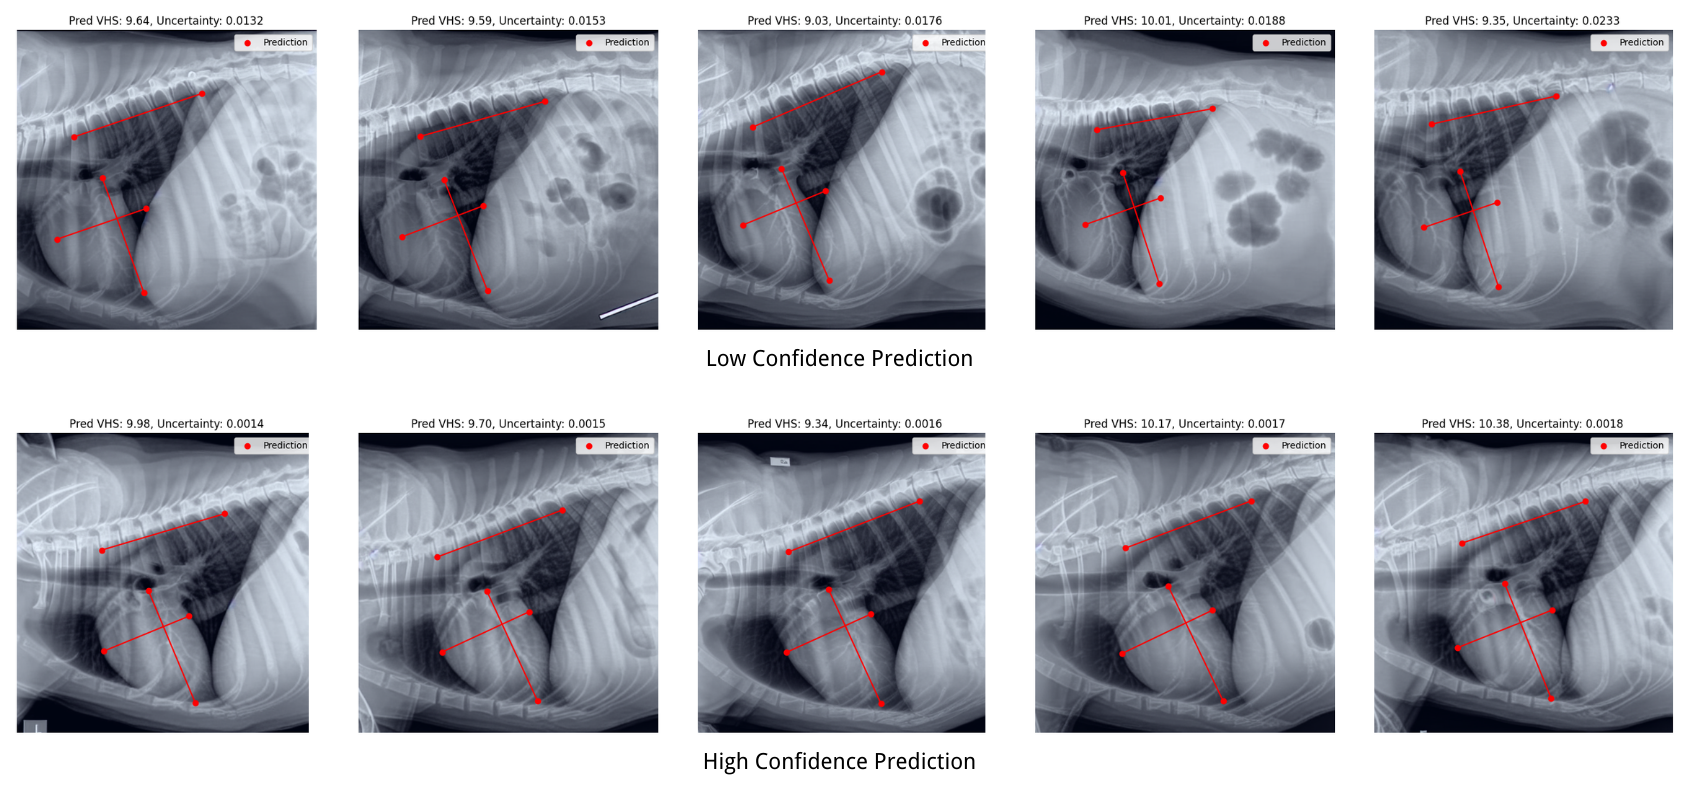 Pred VHS: 9.64, Uncertainty: 0.0132
Prediction
Pred VHS: 9.59, Uncertainty: 0.0153
Prediction
Pred VHS: 9.03, Uncertainty: 0.0176
Prediction
Pred VHS: 10.01, Uncertainty: 0.0188
Prediction
Pred VHS: 9.35, Uncertainty: 0.0233
Prediction
Low Confidence Prediction
Pred VHS: 9.98, Uncertainty: 0.0014
Prediction
Pred VHS: 9.70, Uncertainty: 0.0015
Prediction
Pred VHS: 9.34, Uncertainty: 0.0016
Prediction
Pred VHS: 10.17, Uncertainty: 0.0017
Prediction
Pred VHS: 10.38, Uncertainty: 0.0018
Prediction
High Confidence Prediction